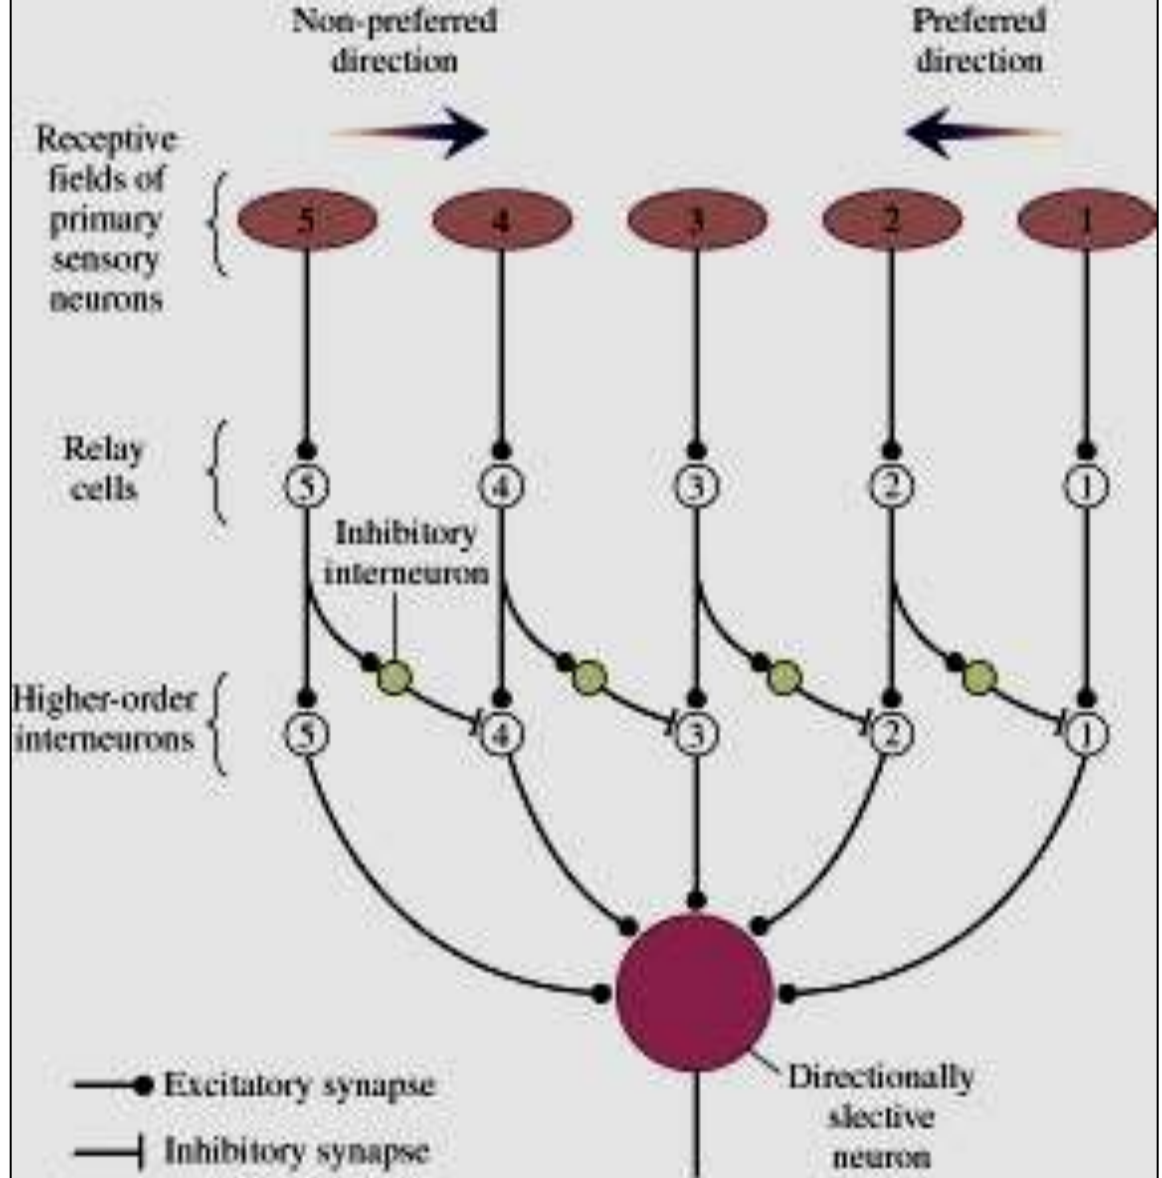 Non-preferred
direction
Preferred
direction
Receptive
fields of
primary
sensory
neurons
5
4
3
2
1
Relay
cells
5
4
3
2
1
Inhibitory
interneuron
Higher-order
interneurons
5
4
3
2
1
Excitatory synapse
Inhibitory synapse
Directionally
slective
neuron